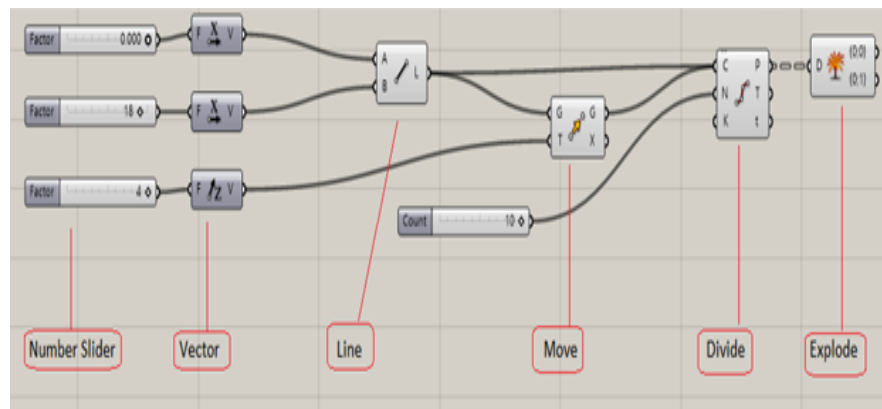 Factor 0.000
F X V
A
B
L
C P
N T
K t
D
(0;0)
(0;1)
Factor 18
F X V
G G
T X
Factor 4
F Z V
Count 10
Number Slider
Vector
Line
Move
Divide
Explode